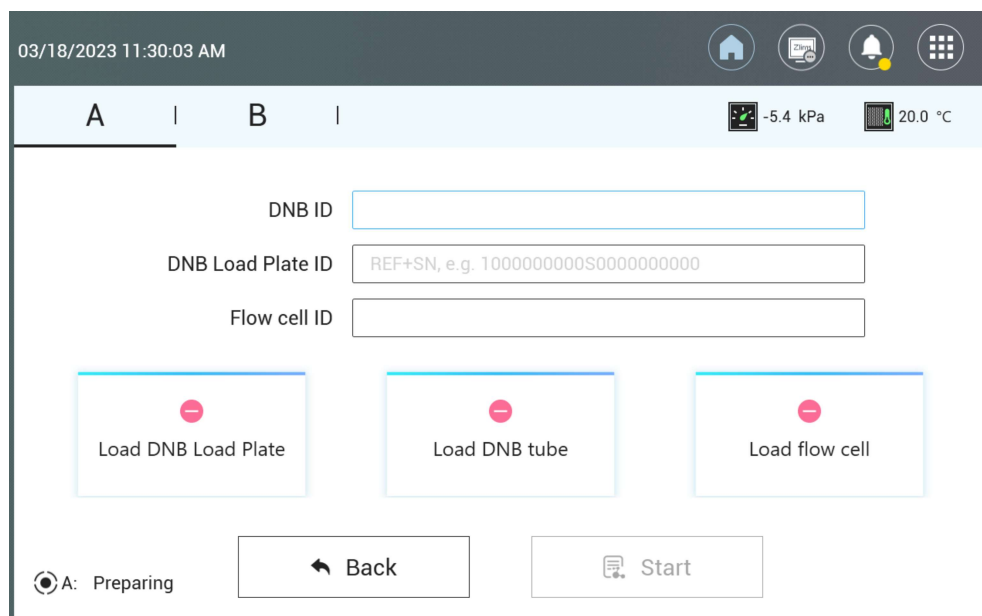 03/18/2023 11:30:03 AM
Zlims
A | B |
-5.4 kPa
20.0 °C
DNB ID
DNB Load Plate ID REF+SN, e.g. 1000000000S0000000000
Flow cell ID
Load DNB Load Plate
Load DNB tube
Load flow cell
A: Preparing
Back
Start